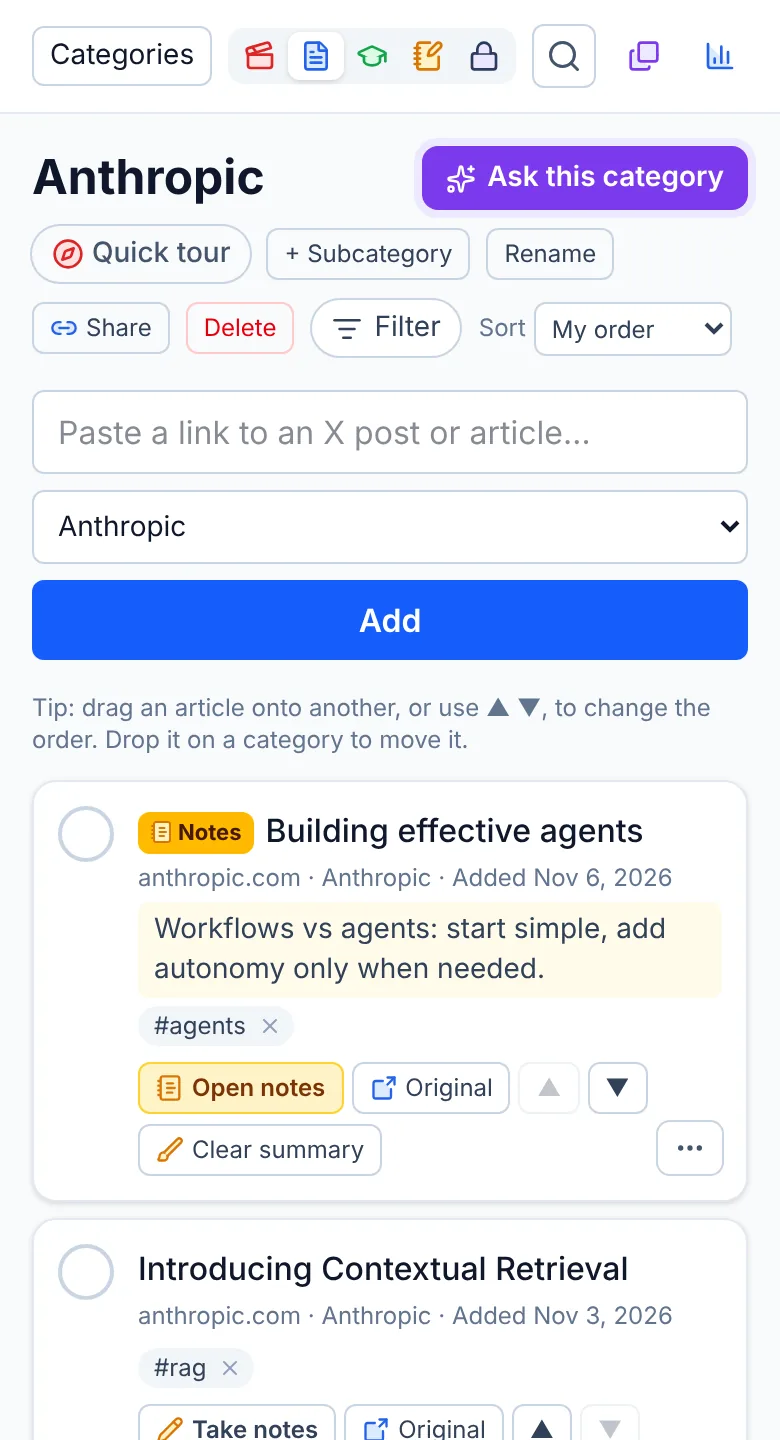 Categories
Anthropic
Ask this category
Quick tour
+ Subcategory
Rename
Share
Delete
Filter
Sort
My order
Paste a link to an X post or article...
Anthropic
Add
Tip: drag an article onto another, or use ▲ ▼, to change the
order. Drop it on a category to move it.
Notes Building effective agents
anthropic.com · Anthropic · Added Nov 6, 2026
Workflows vs agents: start simple, add
autonomy only when needed.
#agents ×
Open notes
Original
▲
▼
Clear summary
...
Introducing Contextual Retrieval
anthropic.com · Anthropic · Added Nov 3, 2026
#rag ×
Take notes
Original
▲
▼